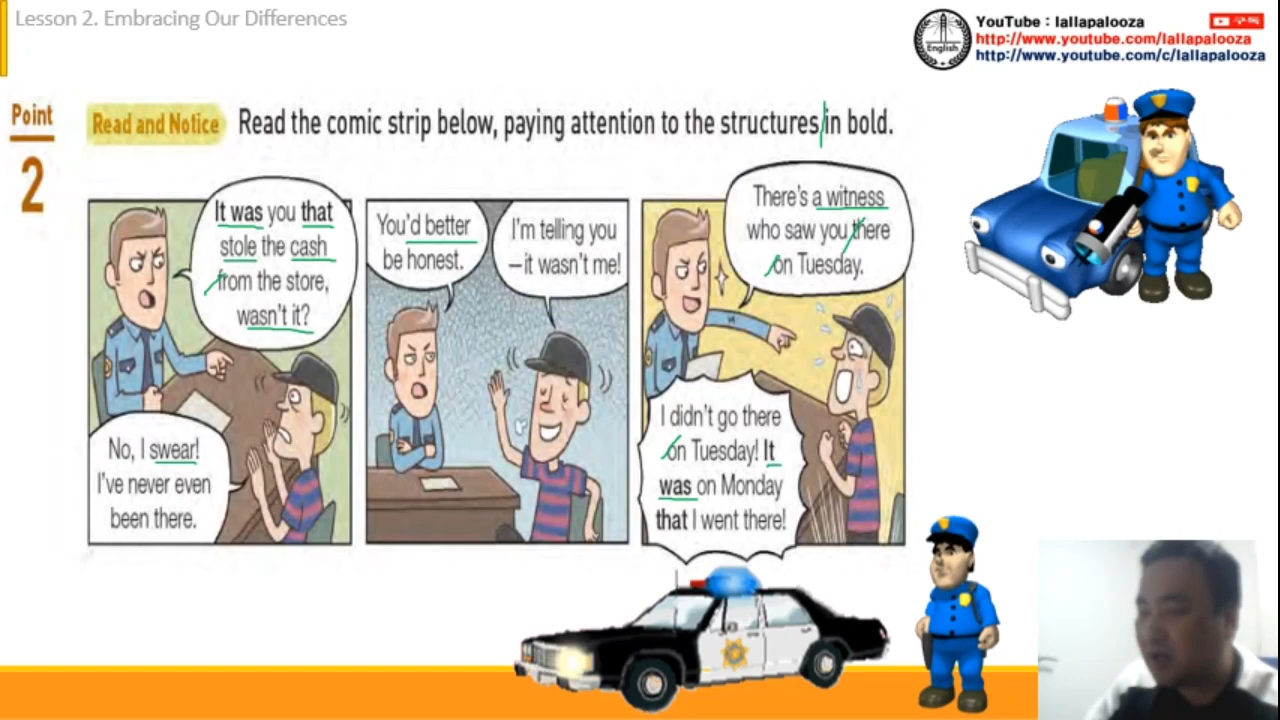 Lesson 2. Embracing Our Differences
YouTube : lallapalooza
http://www.youtube.com/lallapalooza
http://www.youtube.com/c/lallapalooza
English
Point
2
Read and Notice
Read the comic strip below, paying attention to the structures in bold.
It was you that
stole the cash
from the store,
wasn't it?
No, I swear!
I've never even
been there.
You'd better
be honest.
I'm telling you
–it wasn't me!
There's a witness
who saw you there
on Tuesday.
I didn't go there
on Tuesday! It
was on Monday
that I went there!